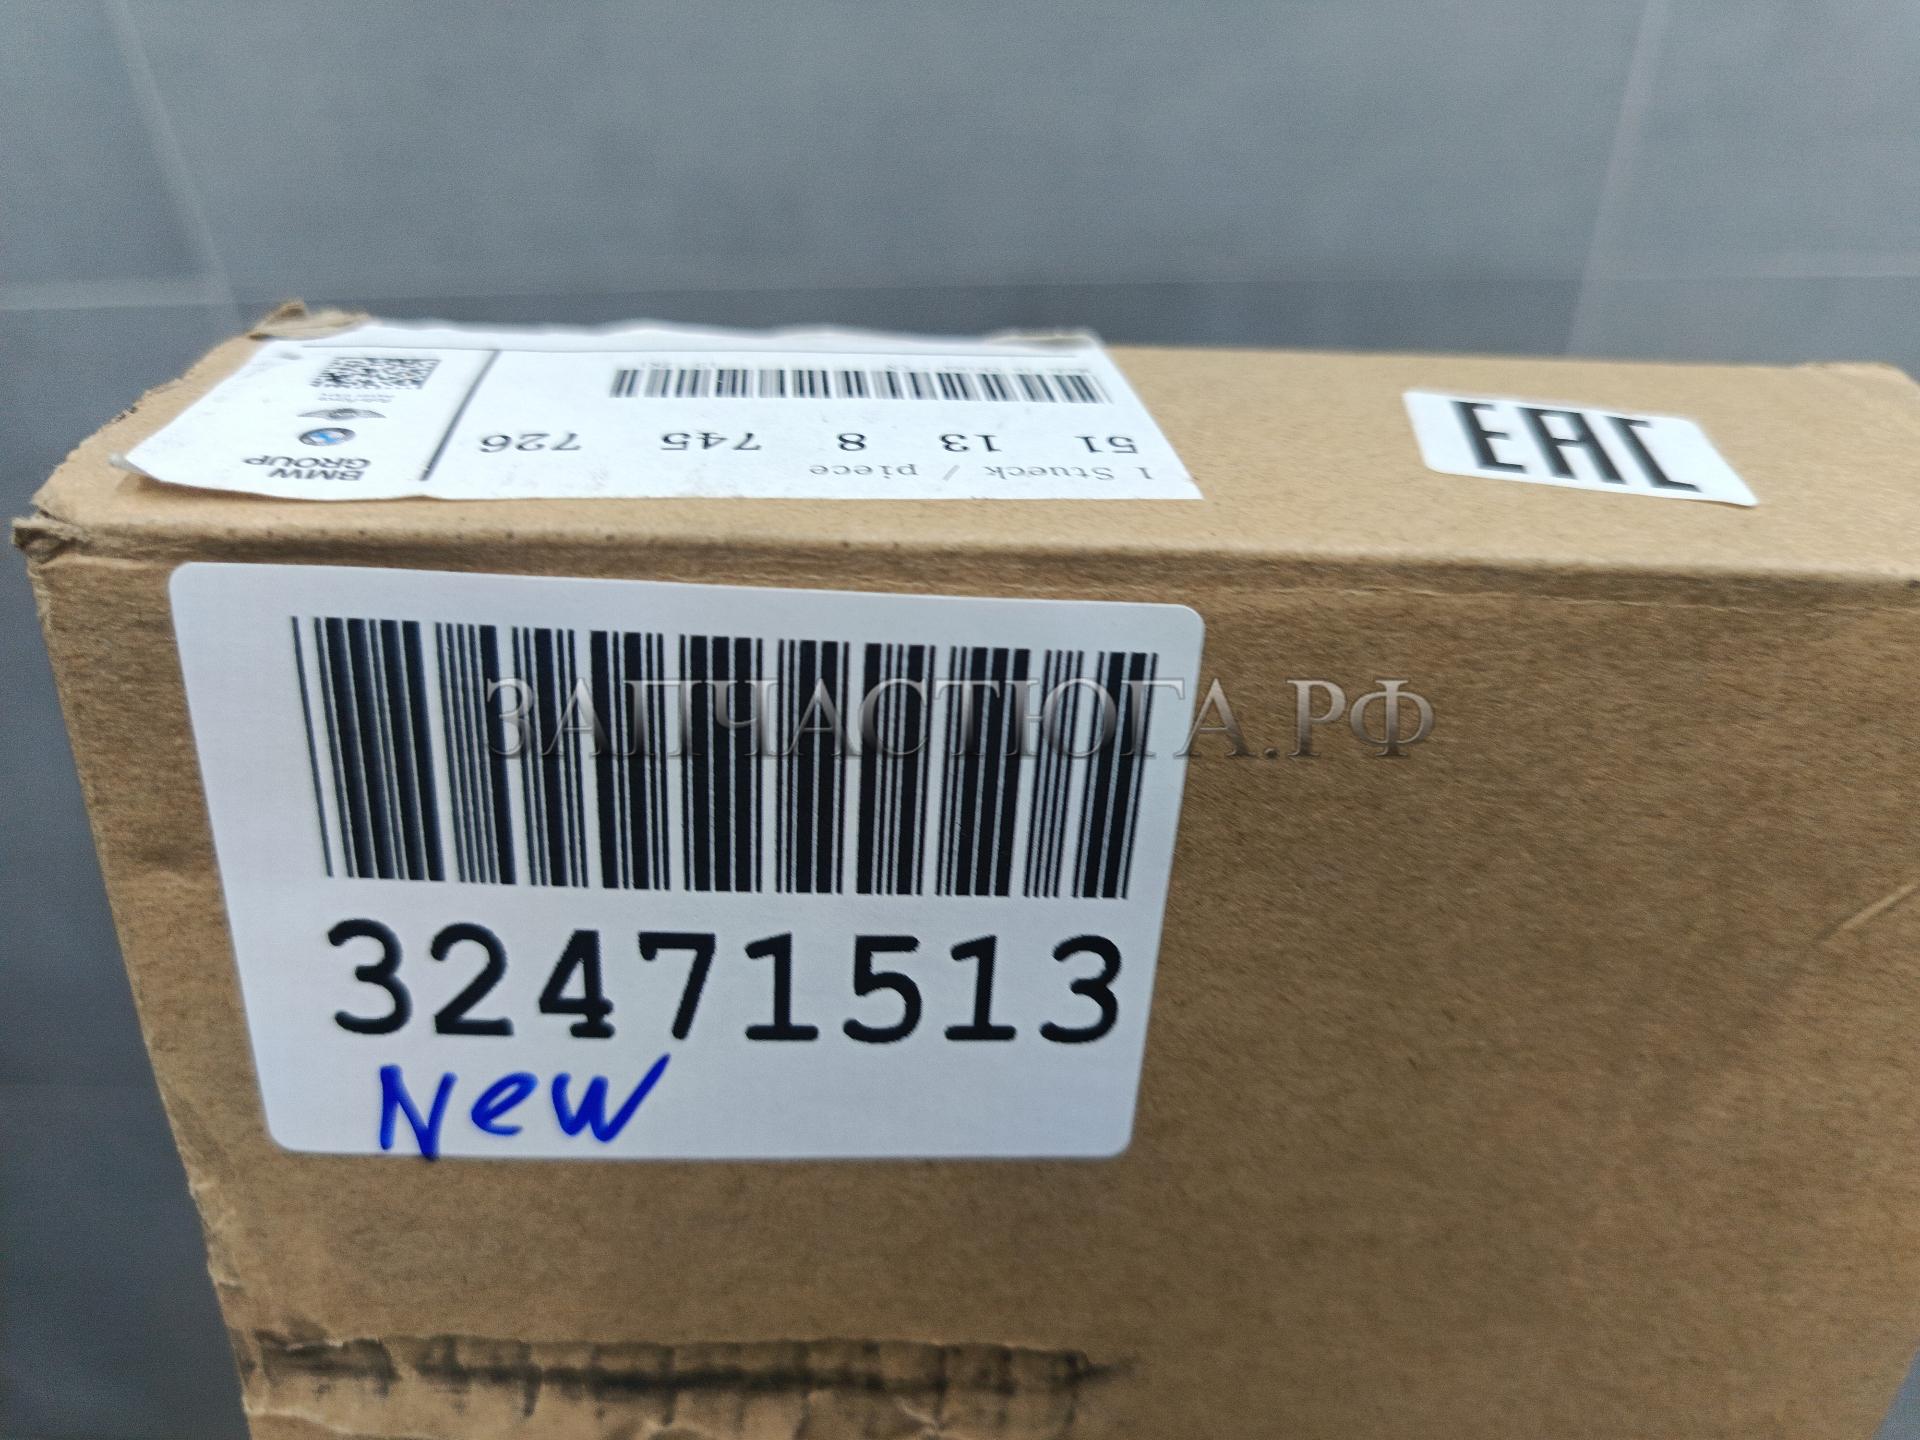 1 Stueck / piece
51 13 8 745 726
BMW
GROUP
EAC
ЗАПЧАСТЮГА.РФ
32471513
New